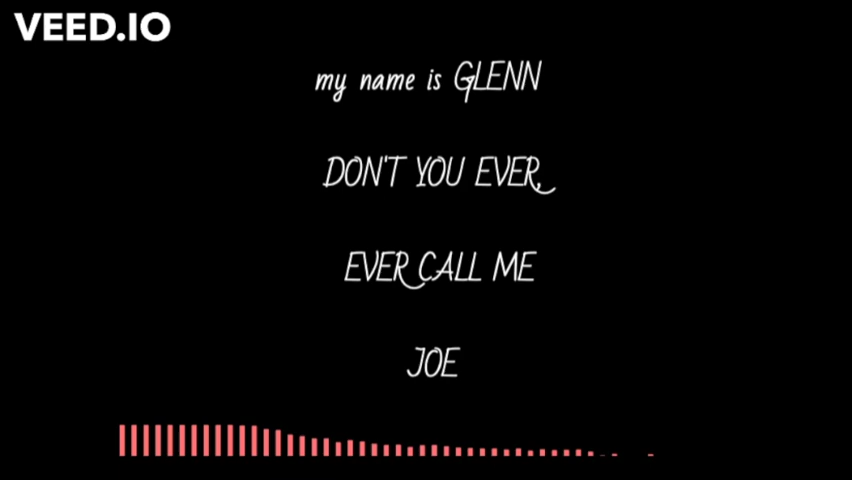 VEED.IO
my name is GLENN
DON'T YOU EVER,
EVER CALL ME
JOE